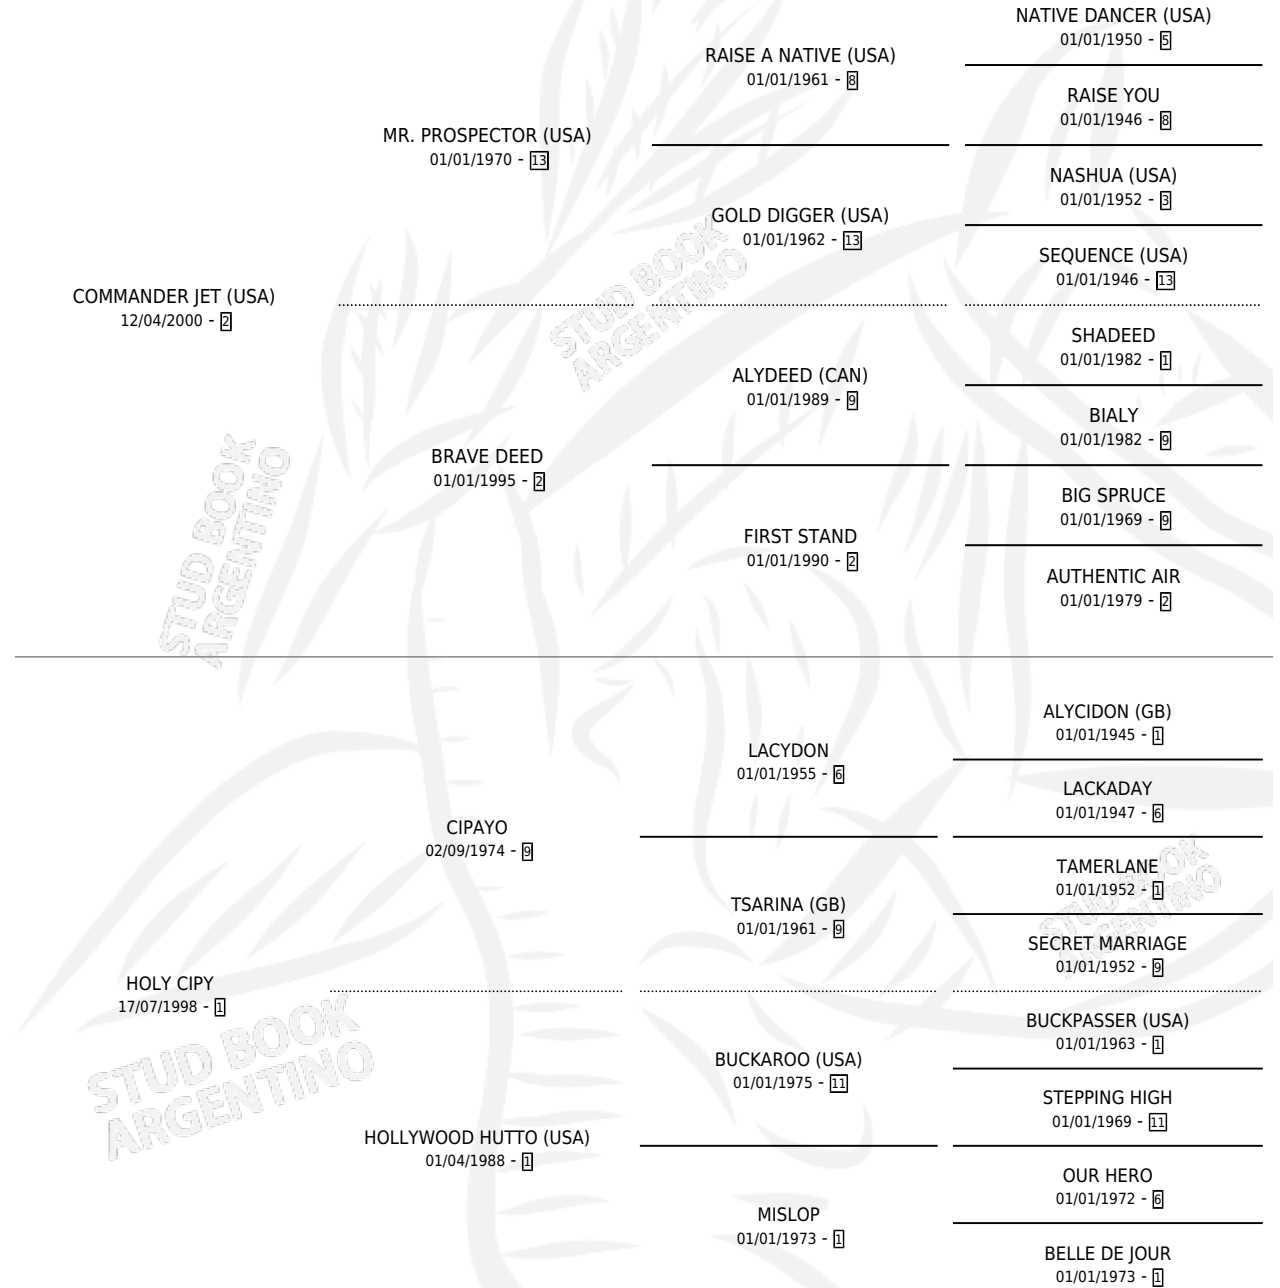 NATIVE DANCER (USA)
01/01/1950 - 5
RAISE A NATIVE (USA)
01/01/1961 - 8
RAISE YOU
01/01/1946 - 8
MR. PROSPECTOR (USA)
01/01/1970 - 13
NASHUA (USA)
01/01/1952 - 3
GOLD DIGGER (USA)
01/01/1962 - 13
SEQUENCE (USA)
01/01/1946 - 13
COMMANDER JET (USA)
12/04/2000 - 2
STUD BOOK
ARGENTINO
SHADEED
01/01/1982 - 1
ALYDEED (CAN)
01/01/1989 - 9
BIALY
01/01/1982 - 9
BRAVE DEED
01/01/1995 - 2
BIG SPRUCE
01/01/1969 - 9
FIRST STAND
01/01/1990 - 2
AUTHENTIC AIR
01/01/1979 - 2
STUD BOOK
ARGENTINO
ALYCIDON (GB)
01/01/1945 - 1
LACYDON
01/01/1955 - 6
LACKADAY
01/01/1947 - 6
CIPAYO
02/09/1974 - 9
TAMERLANE
01/01/1952 - 1
TSARINA (GB)
01/01/1961 - 9
SECRET MARRIAGE
01/01/1952 - 9
STUD BOOK
ARGENTINO
HOLY CIPY
17/07/1998 - 1
BUCKPASSER (USA)
01/01/1963 - 1
BUCKAROO (USA)
01/01/1975 - 11
STEPPING HIGH
01/01/1969 - 11
STUD BOOK
ARGENTINO
HOLLYWOOD HUTTO (USA)
01/04/1988 - 1
OUR HERO
01/01/1972 - 6
MISLOP
01/01/1973 - 1
BELLE DE JOUR
01/01/1973 - 1